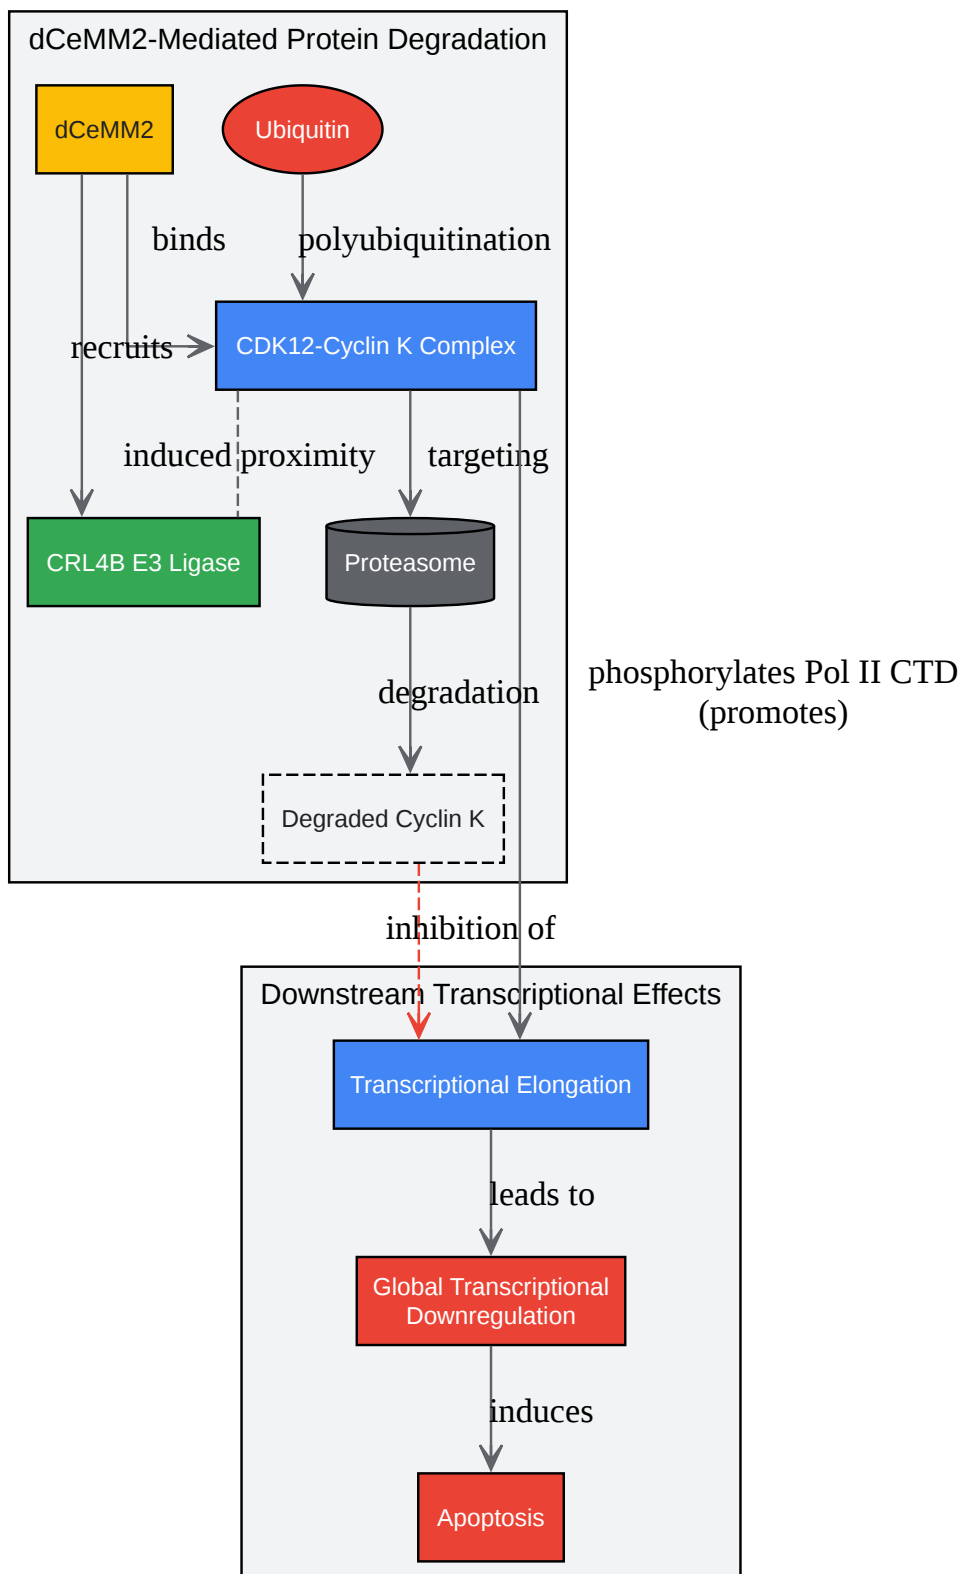 dCeMM2-Mediated Protein Degradation
dCeMM2
Ubiquitin
binds
polyubiquitination
recruits
CDK12-Cyclin K Complex
induced proximity
targeting
CRL4B E3 Ligase
Proteasome
degradation
phosphorylates Pol II CTD
(promotes)
Degraded Cyclin K
inhibition of
Downstream Transcriptional Effects
Transcriptional Elongation
leads to
Global Transcriptional
Downregulation
induces
Apoptosis